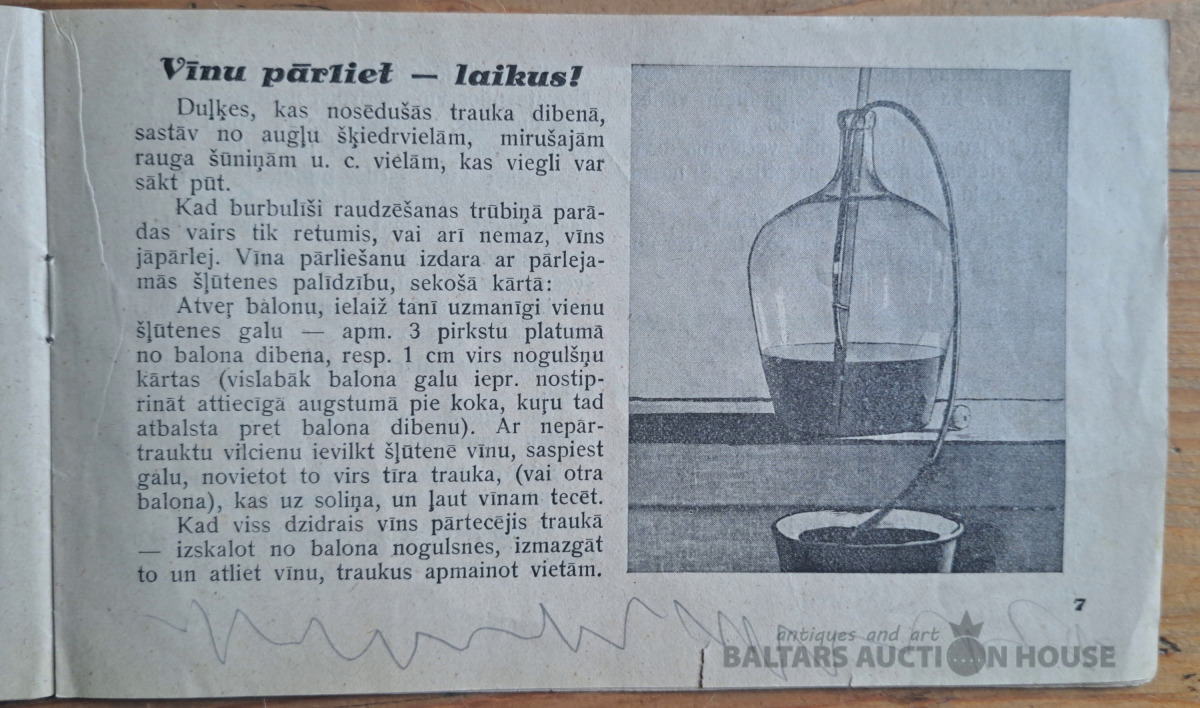 Vīnu pārliet — laikus!
Duļķes, kas nosēdušās trauka dibenā,
sastāv no augļu šķiedrvielām, mirušajām
rauga šūniņām u. c. vielām, kas viegli var
sākt pūt.
Kad burbulīši raudzēšanas trūbiņā parā-
das vairs tik retumis, vai arī nemaz, vīns
jāpārlej. Vīna pārliešanu izdara ar pārleja-
mās šļūtenes palīdzību, sekošā kārtā:
Atveŗ balonu, ielaiž tanī uzmanīgi vienu
šļūtenes galu — apm. 3 pirkstu platumā
no balona dibena, resp. 1 cm virs nogulšņu
kārtas (vislabāk balona galu iepr. nostip-
rināt attiecīgā augstumā pie koka, kuŗu tad
atbalsta pret balona dibenu). Ar nepār-
trauktu vilcienu ievilkt šļūtenē vīnu, saspiest
galu, novietot to virs tīra trauka, (vai otra
balona), kas uz soliņa, un ļaut vīnam tecēt.
Kad viss dzidrais vīns pārtecējis traukā
— izskalot no balona nogulsnes, izmazgāt
to un atliet vīnu, traukus apmainot vietām.
7
antiques and art
BALTARS AUCTION HOUSE